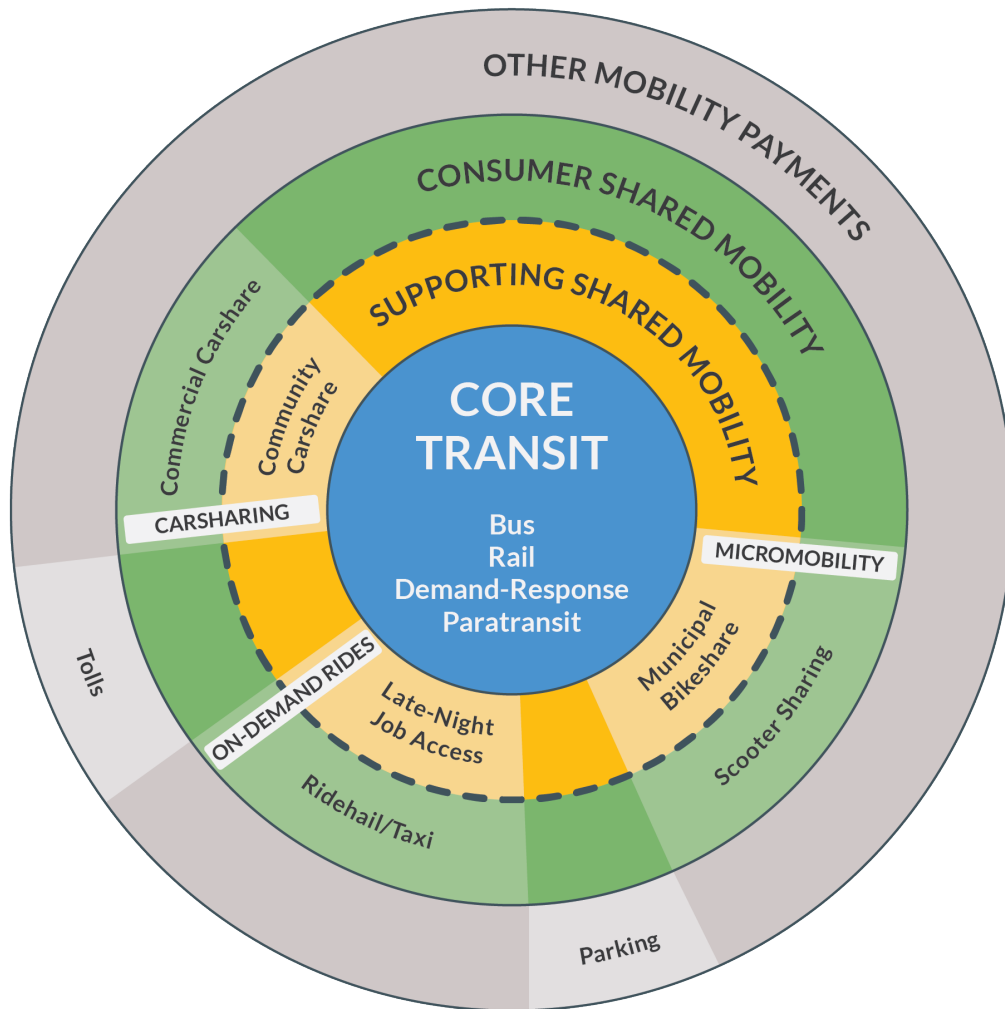 OTHER MOBILITY PAYMENTS
CONSUMER SHARED MOBILITY
SUPPORTING SHARED MOBILITY
CORE
TRANSIT
Bus
Rail
Demand-Response
Paratransit
Commercial Carshare
Community
Carshare
CARSHARING
MICROMOBILITY
Municipal
Bikeshare
Scooter Sharing
ON-DEMAND RIDES
Late-Night
Job Access
Ridehail/Taxi
Tolls
Parking